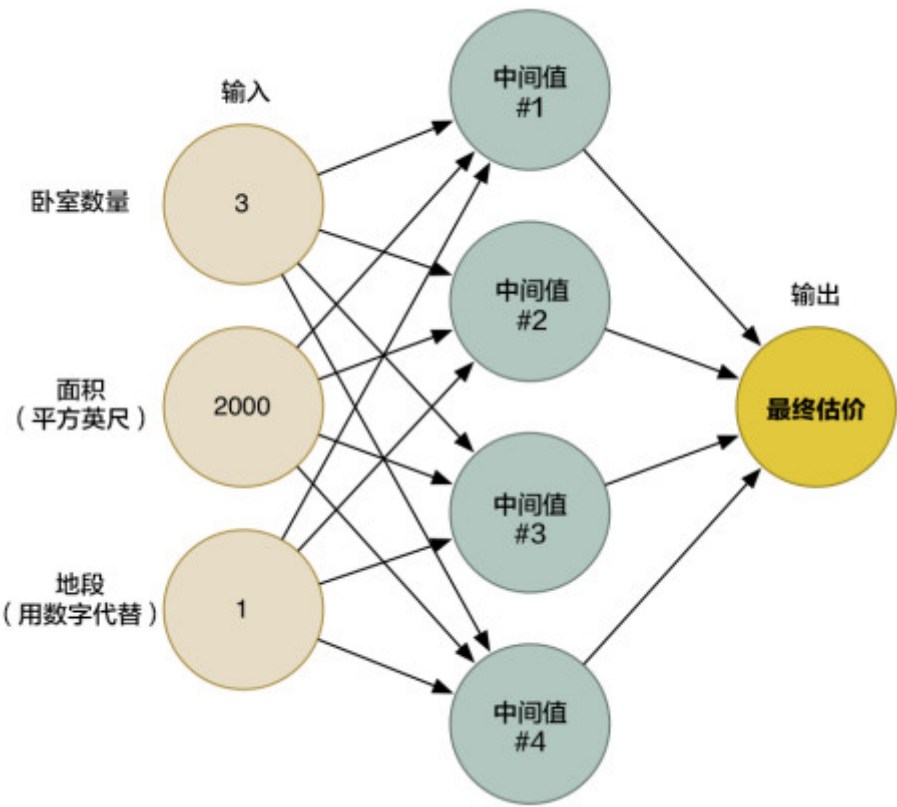 输入
卧室数量
3
面积
（平方英尺）
2000
地段
（用数字代替）
1
中间值
#1
中间值
#2
中间值
#3
中间值
#4
输出
最终估价